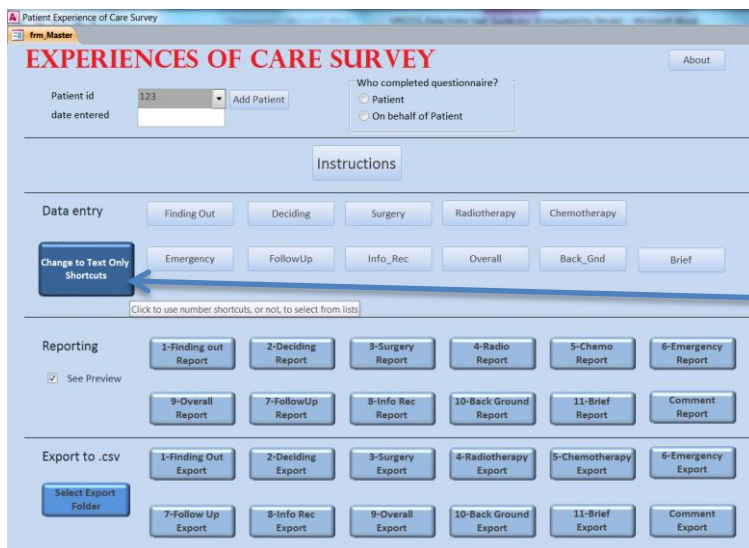 Patient Experience of Care Survey
frm_Master
EXPERIENCES OF CARE SURVEY
About
Patient id 123 Add Patient
date entered
Who completed questionnaire?
Patient
On behalf of Patient
Instructions
Data entry
Finding Out Deciding Surgery Radiotherapy Chemotherapy
Change to Text Only
Shortcuts
Emergency FollowUp Info_Rec Overall Back_Gnd Brief
Click to use number shortcuts, or not, to select from lists
Reporting
See Preview
1-Finding out
Report
2-Deciding
Report
3-Surgery
Report
4-Radio
Report
5-Chemo
Report
6-Emergency
Report
9-Overall
Report
7-FollowUp
Report
8-Info Rec
Report
10-Back Ground
Report
11-Brief
Report
Comment
Report
Export to .csv
Select Export
Folder
1-Finding Out
Export
2-Deciding
Export
3-Surgery
Export
4-Radiotherapy
Export
5-Chemotherapy
Export
6-Emergency
Export
7-Follow Up
Export
8-Info Rec
Export
9-Overall
Export
10-Back Ground
Export
11-Brief
Export
Comment
Export